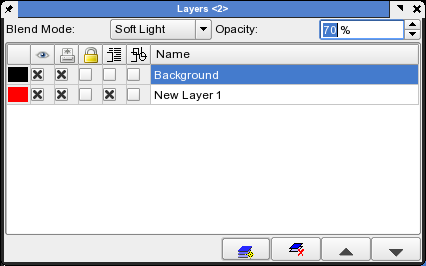 Layers <2>
Blend Mode: Soft Light Opacity: 70 %
Name
Background
New Layer 1